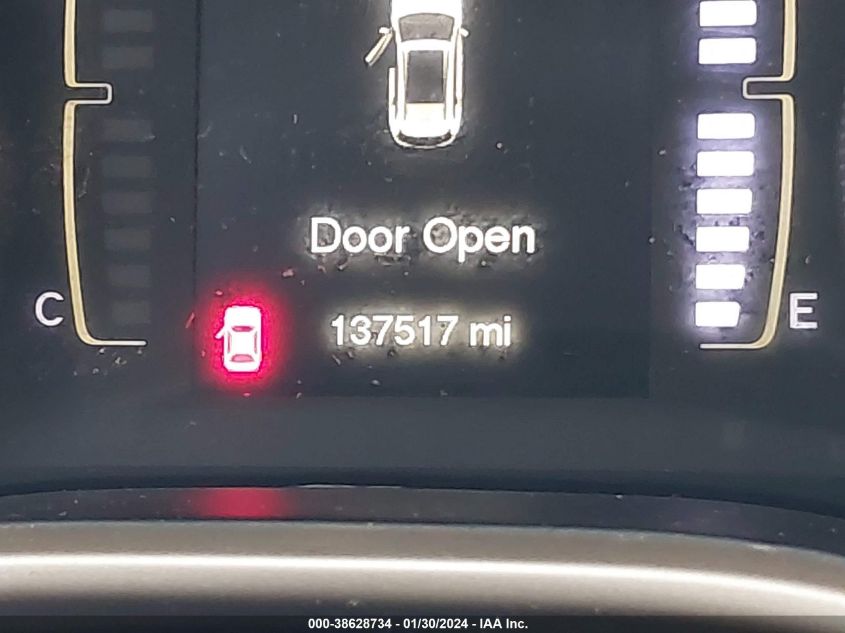 Door Open
C
137517 mi
E
000-38628734 - 01/30/2024 - IAA Inc.